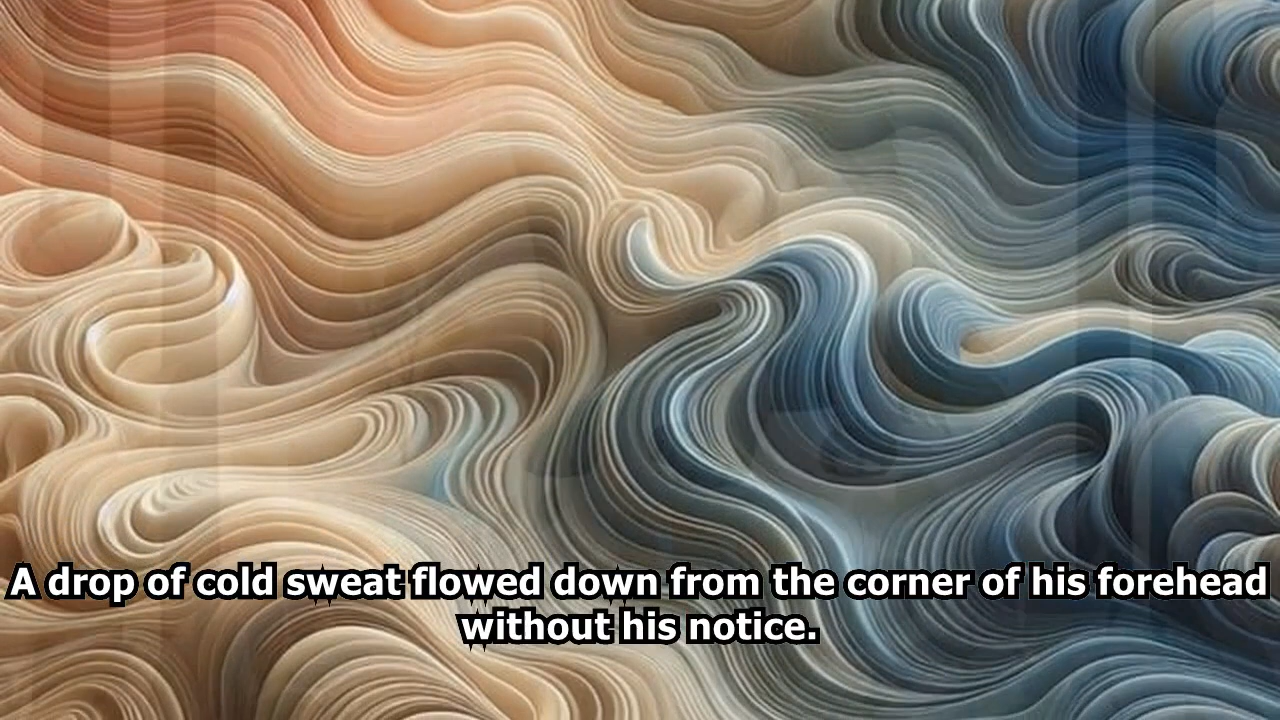 A drop of cold sweat flowed down from the corner of his forehead
without his notice.